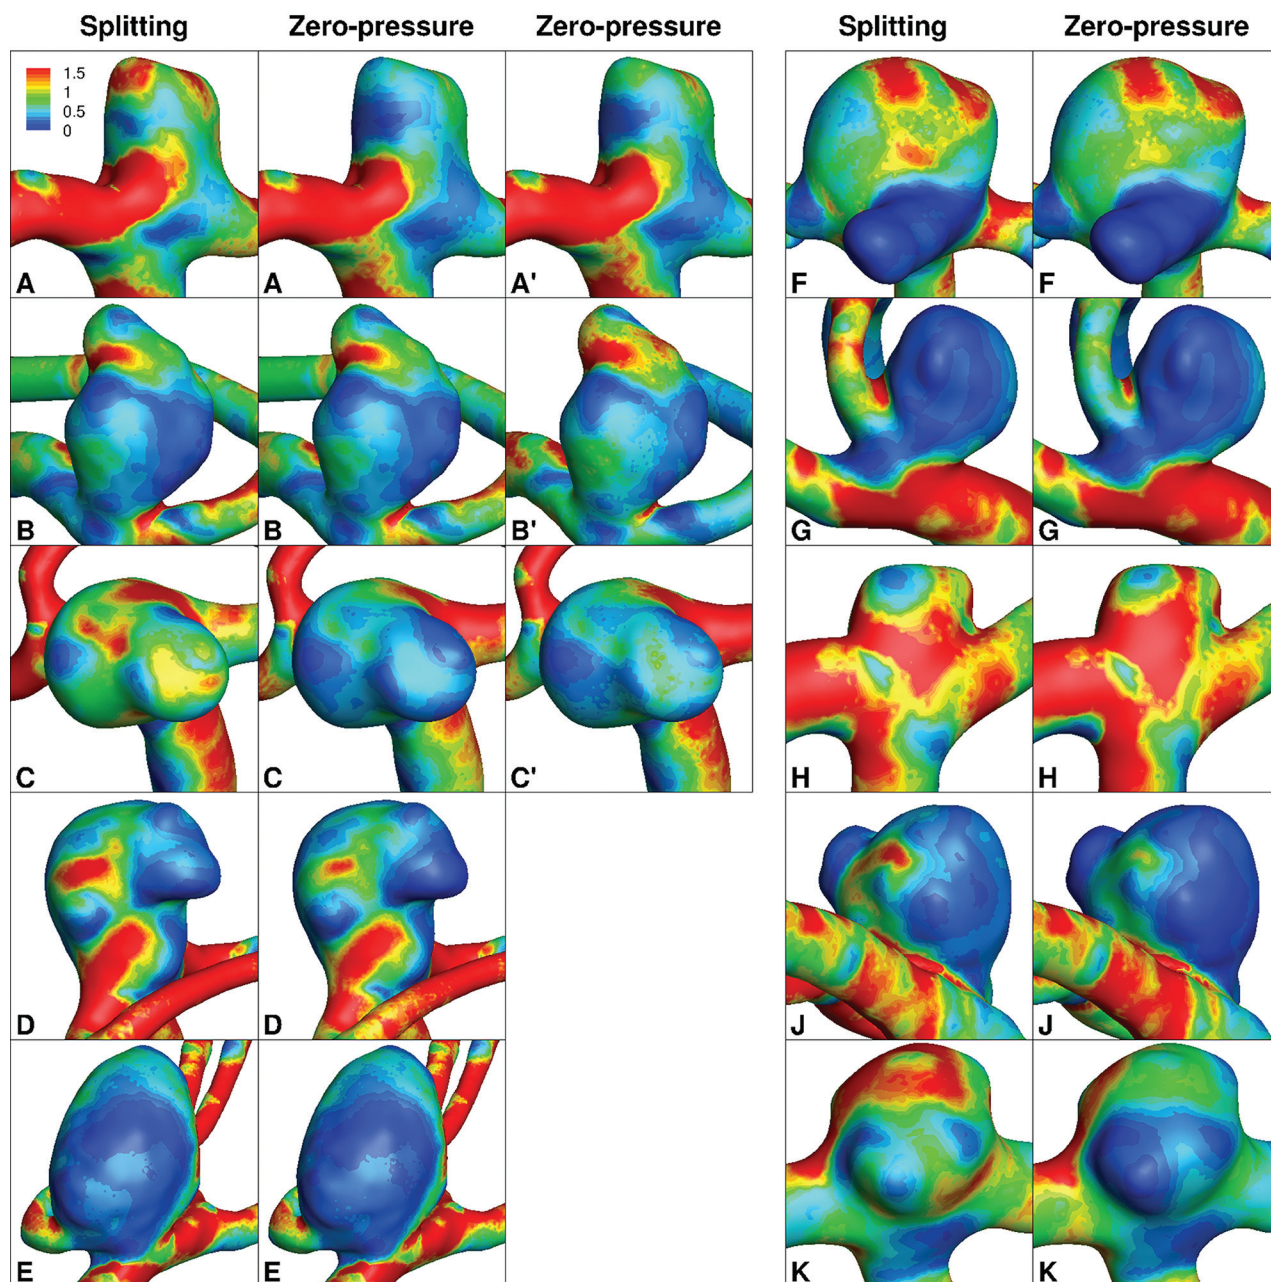 Splitting Zero-pressure Zero-pressure Splitting Zero-pressure
1.5
1
0.5
0
A A A' F F
B B B' G G
C C C' H H
D D J J
E E K K